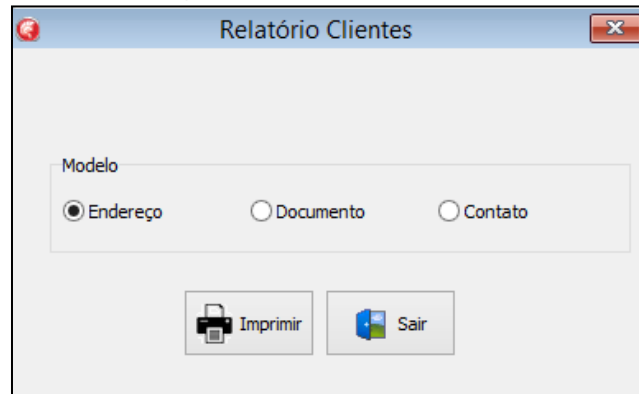 Relatório Clientes
Modelo
Endereço Documento Contato
Imprimir Sair